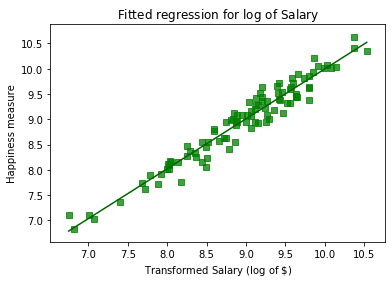 Fitted regression for log of Salary
Happiness measure
10.5
10.0
9.5
9.0
8.5
8.0
7.5
7.0
7.0 7.5 8.0 8.5 9.0 9.5 10.0 10.5
Transformed Salary (log of $)